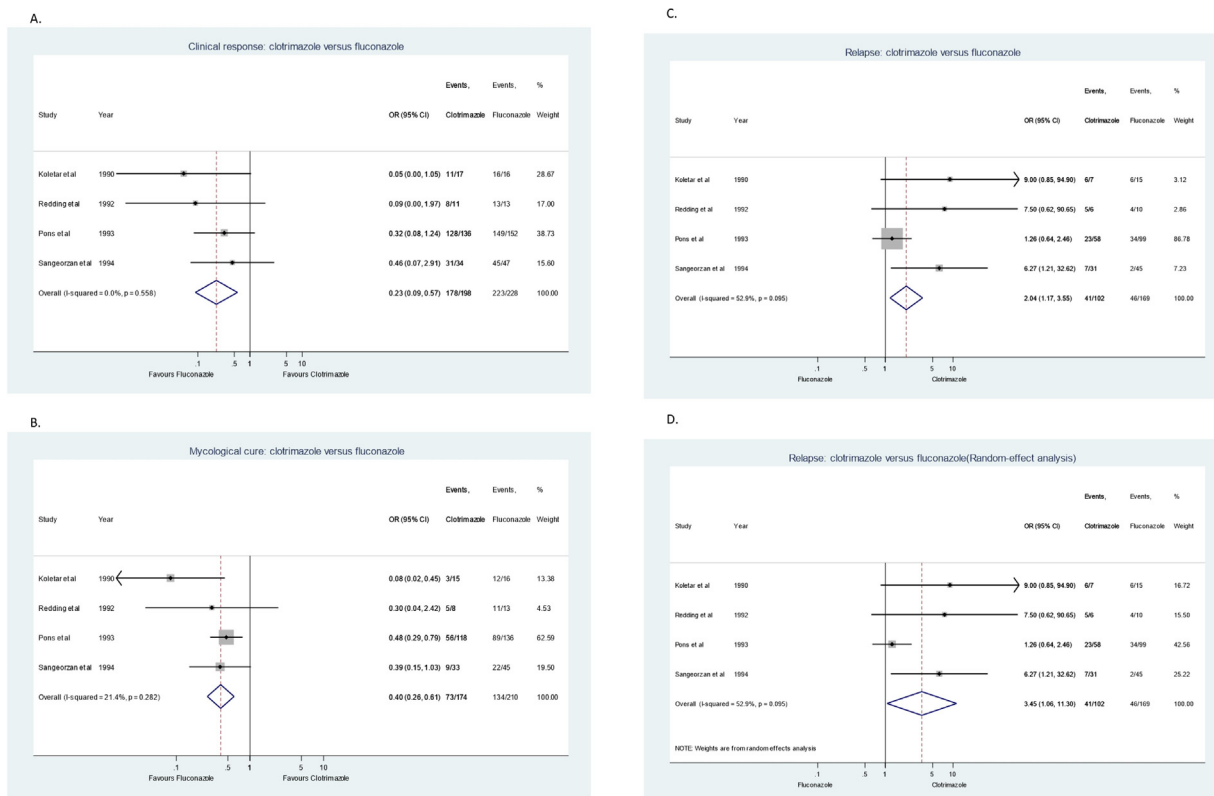 A.
Clinical response: clotrimazole versus fluconazole
Events, Events, %
Study Year OR (95% CI) Clotrimazole Fluconazole Weight
Koletar et al 1990 0.05 (0.00, 1.05) 11/17 16/16 28.67
Redding et al 1992 0.09 (0.00, 1.97) 8/11 13/13 17.00
Pons et al 1993 0.32 (0.08, 1.24) 128/136 149/152 38.73
Sangeorzan et al 1994 0.46 (0.07, 2.91) 31/34 45/47 15.60
Overall (I-squared = 0.0%, p = 0.558) 0.23 (0.09, 0.57) 178/198 223/228 100.00
.1 .5 1 5 10
Favours Fluconazole Favours Clotrimazole
B.
Mycological cure: clotrimazole versus fluconazole
Events, Events, %
Study Year OR (95% CI) Clotrimazole Fluconazole Weight
Koletar et al 1990 0.08 (0.02, 0.45) 3/15 12/16 13.38
Redding et al 1992 0.30 (0.04, 2.42) 5/8 11/13 4.53
Pons et al 1993 0.48 (0.29, 0.79) 56/118 89/136 62.59
Sangeorzan et al 1994 0.39 (0.15, 1.03) 9/33 22/45 19.50
Overall (I-squared = 21.4%, p = 0.282) 0.40 (0.26, 0.61) 73/174 134/210 100.00
.1 .5 1 5 10
Favours Fluconazole Favours Clotrimazole
C.
Relapse: clotrimazole versus fluconazole
Events, Events, %
Study Year OR (95% CI) Clotrimazole Fluconazole Weight
Koletar et al 1990 9.00 (0.85, 94.90) 6/7 6/15 3.12
Redding et al 1992 7.50 (0.62, 90.65) 5/6 4/10 2.86
Pons et al 1993 1.26 (0.64, 2.46) 23/58 34/99 86.78
Sangeorzan et al 1994 6.27 (1.21, 32.62) 7/31 2/45 7.23
Overall (I-squared = 52.9%, p = 0.095) 2.04 (1.17, 3.55) 41/102 46/169 100.00
.1 .5 1 5 10
Fluconazole Clotrimazole
D.
Relapse: clotrimazole versus fluconazole(Random-effect analysis)
Events, Events, %
Study Year OR (95% CI) Clotrimazole Fluconazole Weight
Koletar et al 1990 9.00 (0.85, 94.90) 6/7 6/15 16.72
Redding et al 1992 7.50 (0.62, 90.65) 5/6 4/10 15.50
Pons et al 1993 1.26 (0.64, 2.46) 23/58 34/99 42.56
Sangeorzan et al 1994 6.27 (1.21, 32.62) 7/31 2/45 25.22
Overall (I-squared = 52.9%, p = 0.095) 3.45 (1.06, 11.30) 41/102 46/169 100.00
NOTE: Weights are from random effects analysis
.1 .5 1 5 10
Fluconazole Clotrimazole